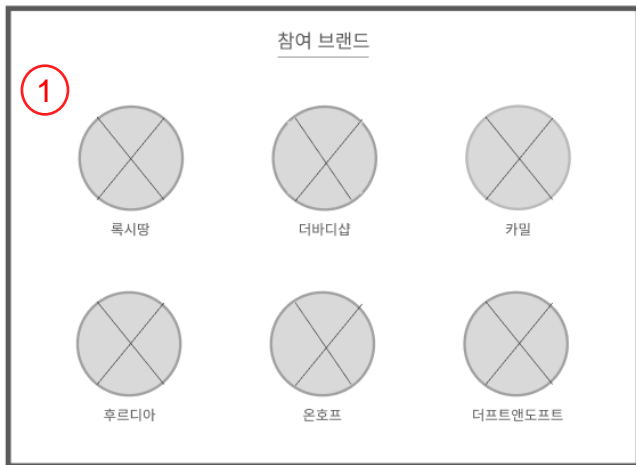 참여 브랜드
1
록시땅
더바디샵
카밀
후르디아
온호프
더프트앤도프트